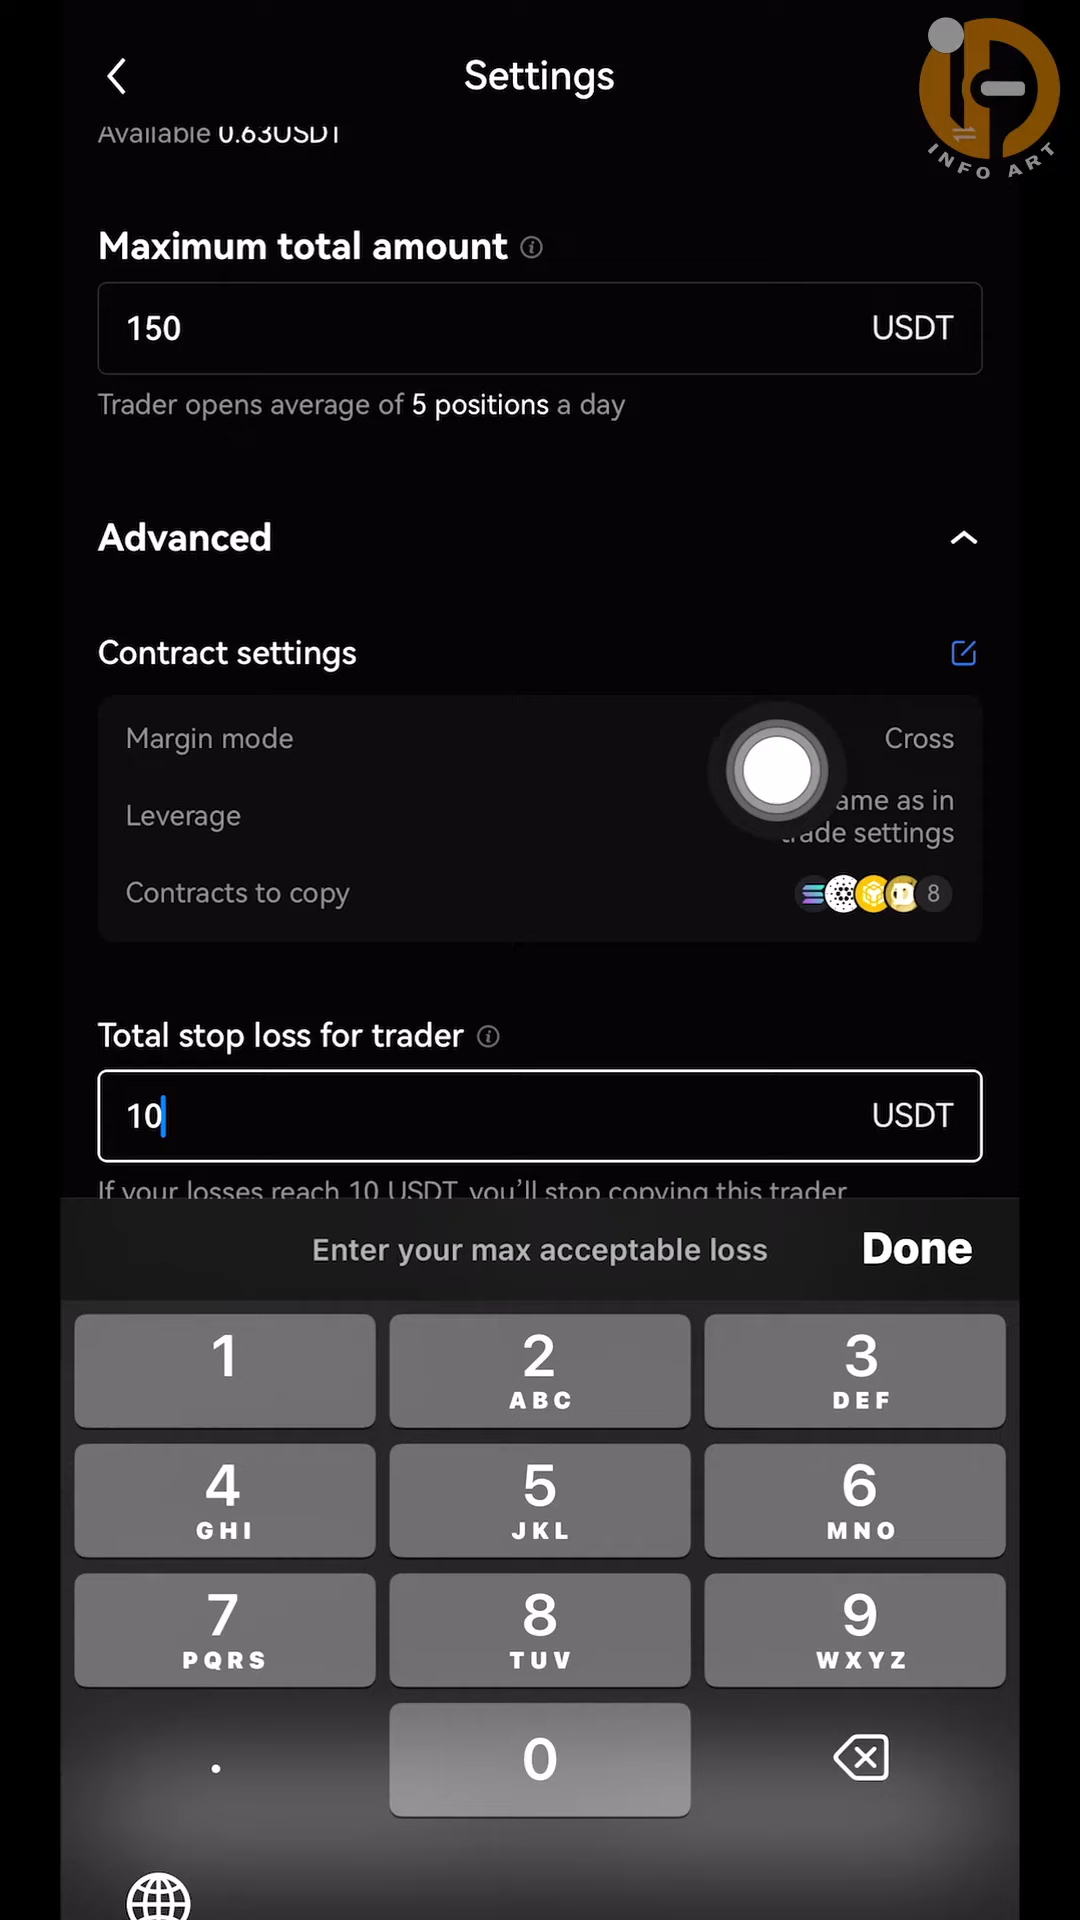 Settings
INFO ART
Available 0.63USDT
Maximum total amount
150 USDT
Trader opens average of 5 positions a day
Advanced
Contract settings
Margin mode Cross
Leverage ame as in
trade settings
Contracts to copy 8
Total stop loss for trader
10 USDT
If your losses reach 10 USDT, you'll stop copying this trader
Enter your max acceptable loss Done
1 2 3
ABC DEF
4 5 6
GHI JKL MNO
7 8 9
PQRS TUV WXYZ
. 0